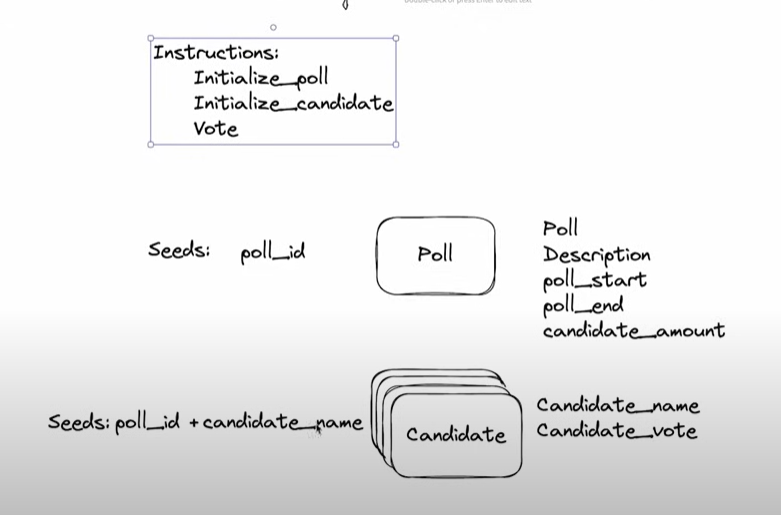 Double-click or press Enter to edit text
Instructions:
Initialize_poll
Initialize_candidate
Vote
Seeds: poll_id
Poll
Poll
Description
poll_start
poll_end
candidate_amount
Seeds: poll_id + candidate_name
Candidate
Candidate_name
Candidate_vote